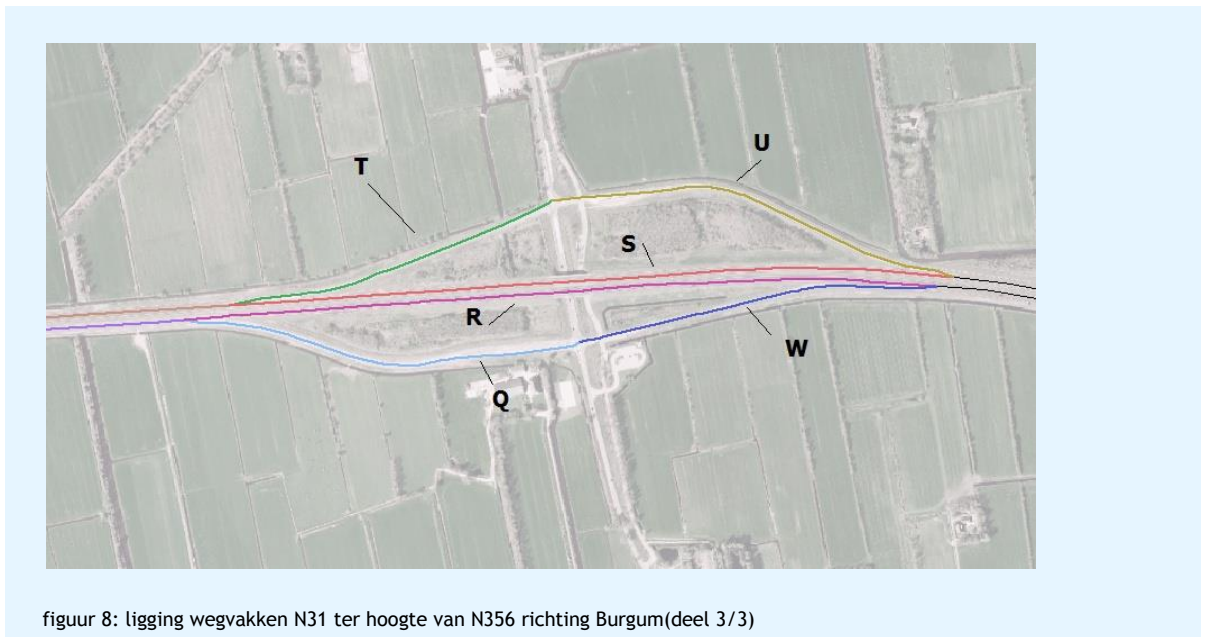 T
U
S
R
W
Q
figuur 8: ligging wegvakken N31 ter hoogte van N356 richting Burgum(deel 3/3)